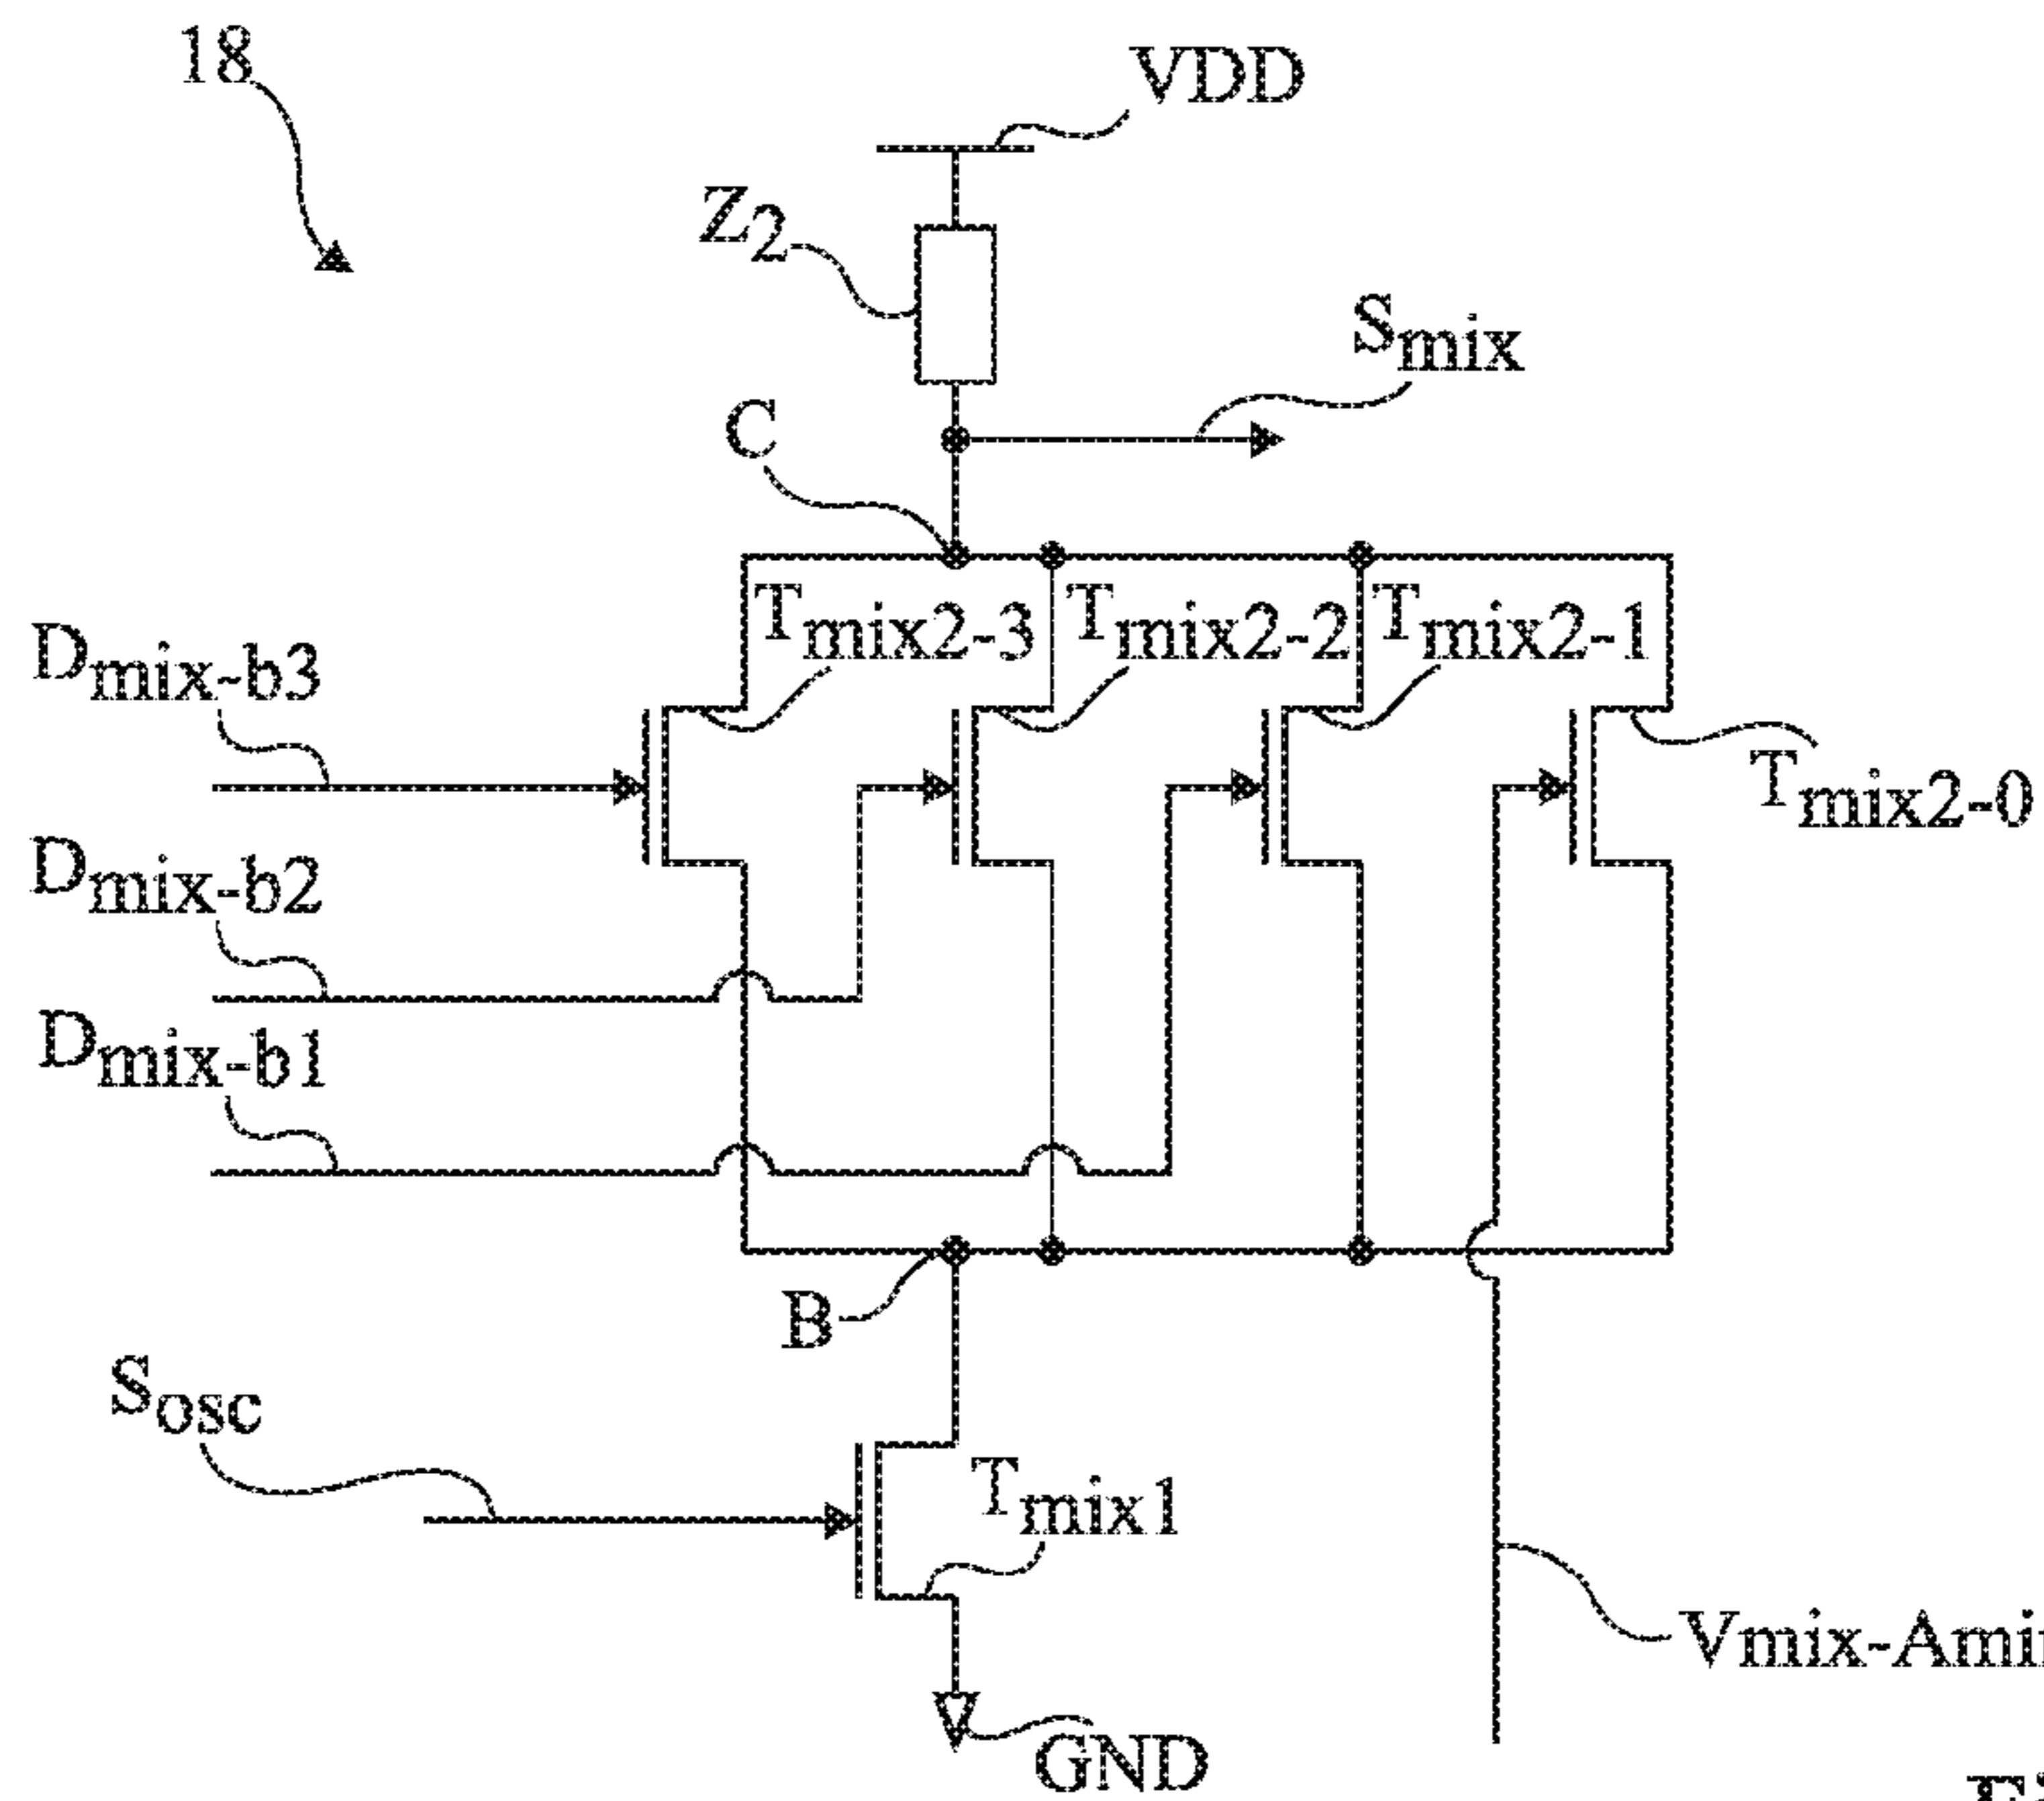 18
VDD
Z2
Smix
C
Tmix2-3
Tmix2-2
Tmix2-1
Dmix-b3
Tmix2-0
Dmix-b2
Dmix-b1
B
Sosc
Tmix1
GND